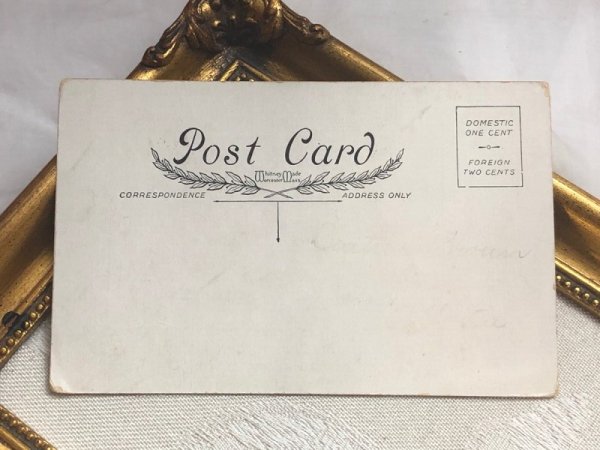 DOMESTIC
ONE CENT
FOREIGN
TWO CENTS
Post Card
Whitney Made
Worcester Mass
CORRESPONDENCE
ADDRESS ONLY